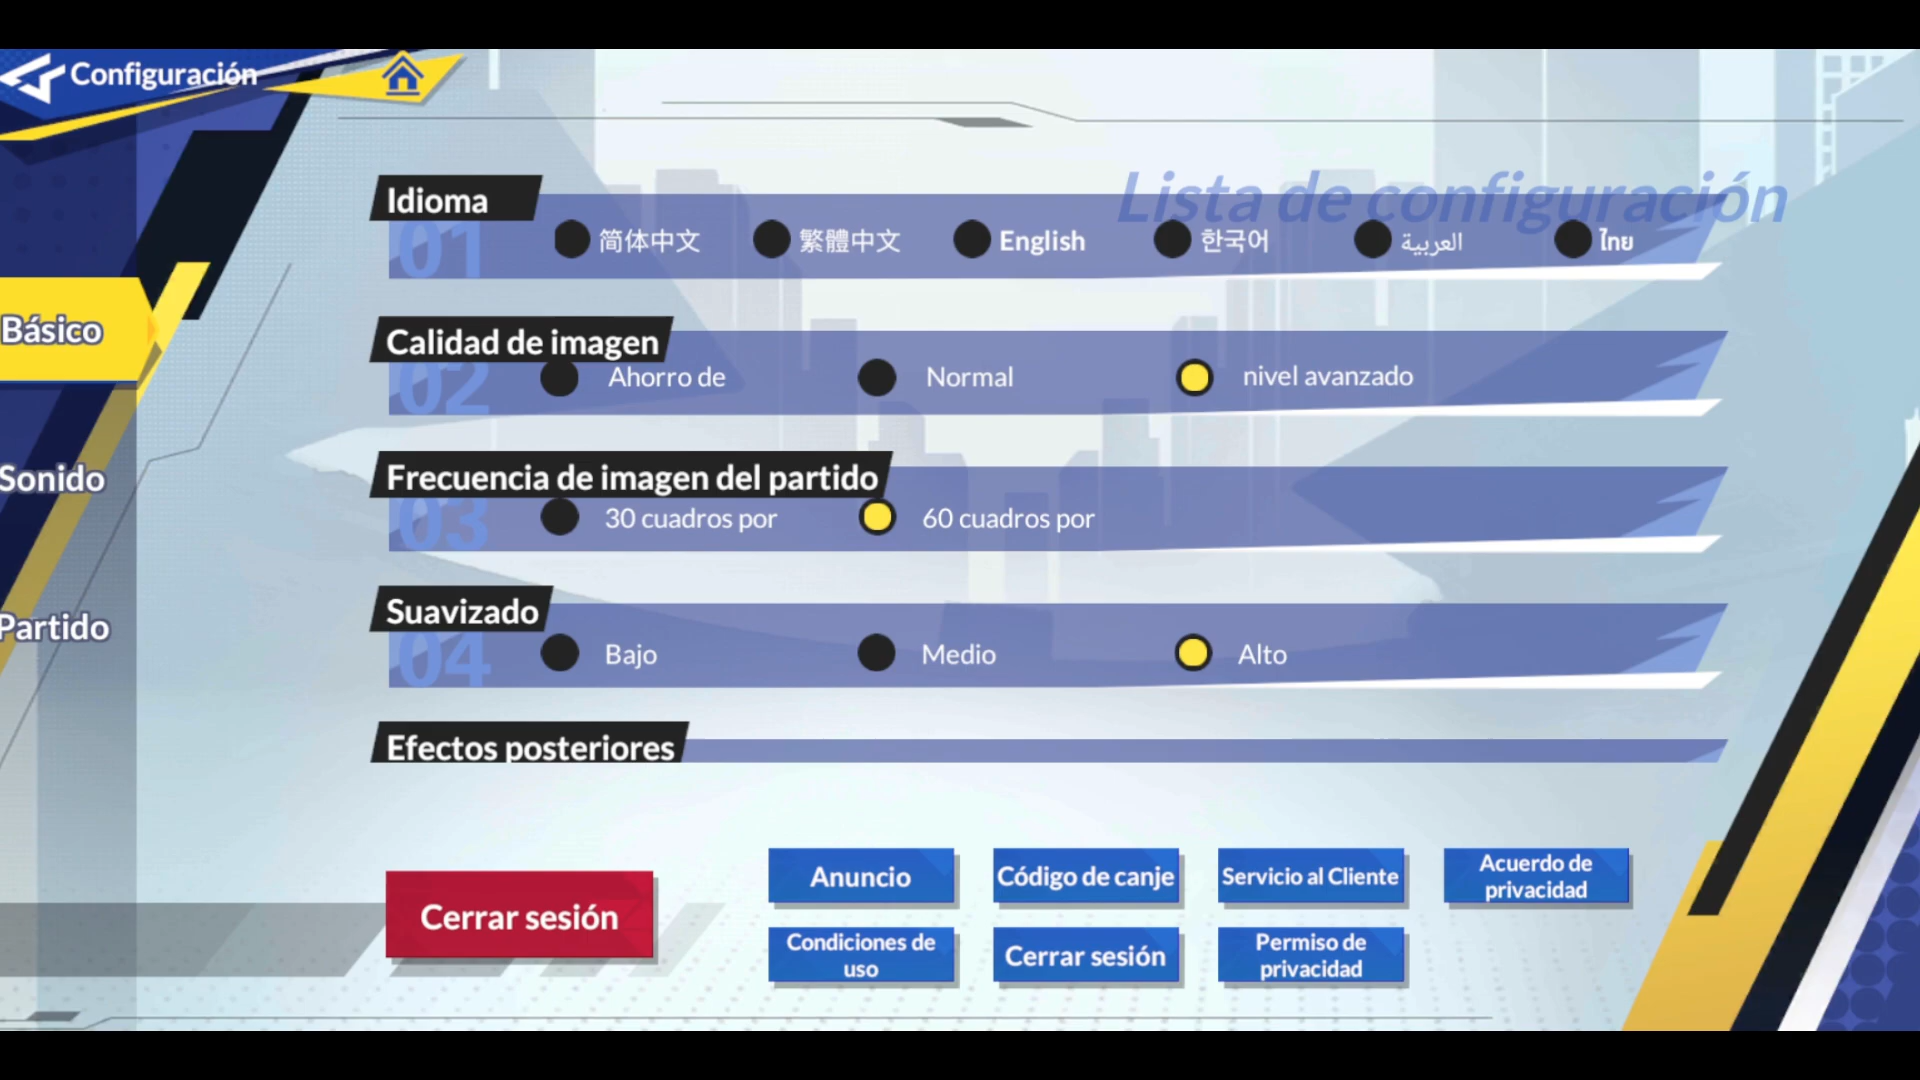 Configuración
Lista de configuración
Idioma
01
简体中文
繁體中文
English
한국어
العربية
ไทย
Básico
Calidad de imagen
02
Ahorro de
Normal
nivel avanzado
Sonido
Frecuencia de imagen del partido
03
30 cuadros por
60 cuadros por
Partido
Suavizado
04
Bajo
Medio
Alto
Efectos posteriores
Cerrar sesión
Anuncio
Código de canje
Servicio al Cliente
Acuerdo de
privacidad
Condiciones de
uso
Cerrar sesión
Permiso de
privacidad